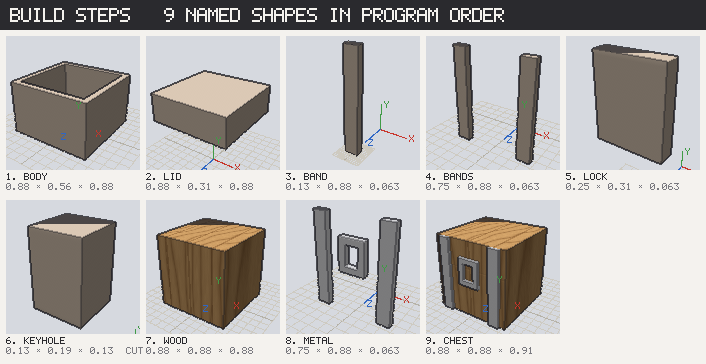 BUILD STEPS 9 NAMED SHAPES IN PROGRAM ORDER
1. BODY
0.88 × 0.56 × 0.88
2. LID
0.88 × 0.31 × 0.88
3. BAND
0.13 × 0.88 × 0.063
4. BANDS
0.75 × 0.88 × 0.063
5. LOCK
0.25 × 0.31 × 0.063
6. KEYHOLE
0.13 × 0.19 × 0.13 CUT
7. WOOD
0.88 × 0.88 × 0.88
8. METAL
0.75 × 0.88 × 0.063
9. CHEST
0.88 × 0.88 × 0.91
Y
X
Z
Y
X
Z
Y
X
Z
Y
Y
X
Z
Y
X